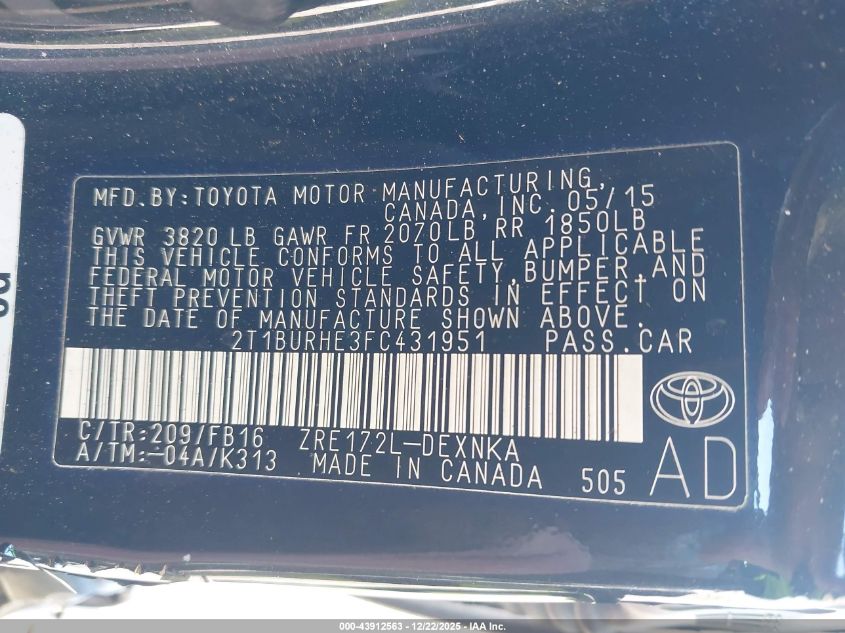 MFD.BY:TOYOTA MOTOR MANUFACTURING,
CANADA,INC. 05/15
GVWR 3820 LB GAWR FR 2070LB RR 1850LB
THIS VEHICLE CONFORMS TO ALL APPLICABLE
FEDERAL MOTOR VEHICLE SAFETY,BUMPER,AND
THEFT PREVENTION STANDARDS IN EFFECT ON
THE DATE OF MANUFACTURE SHOWN ABOVE.
2T1BURHE3FC431951 PASS.CAR
C/TR:209/FB16 ZRE172L-DEXNKA
A/TM:-04A/K313 MADE IN CANADA 505 AD
000-43912563 - 12/22/2025 - IAA Inc.